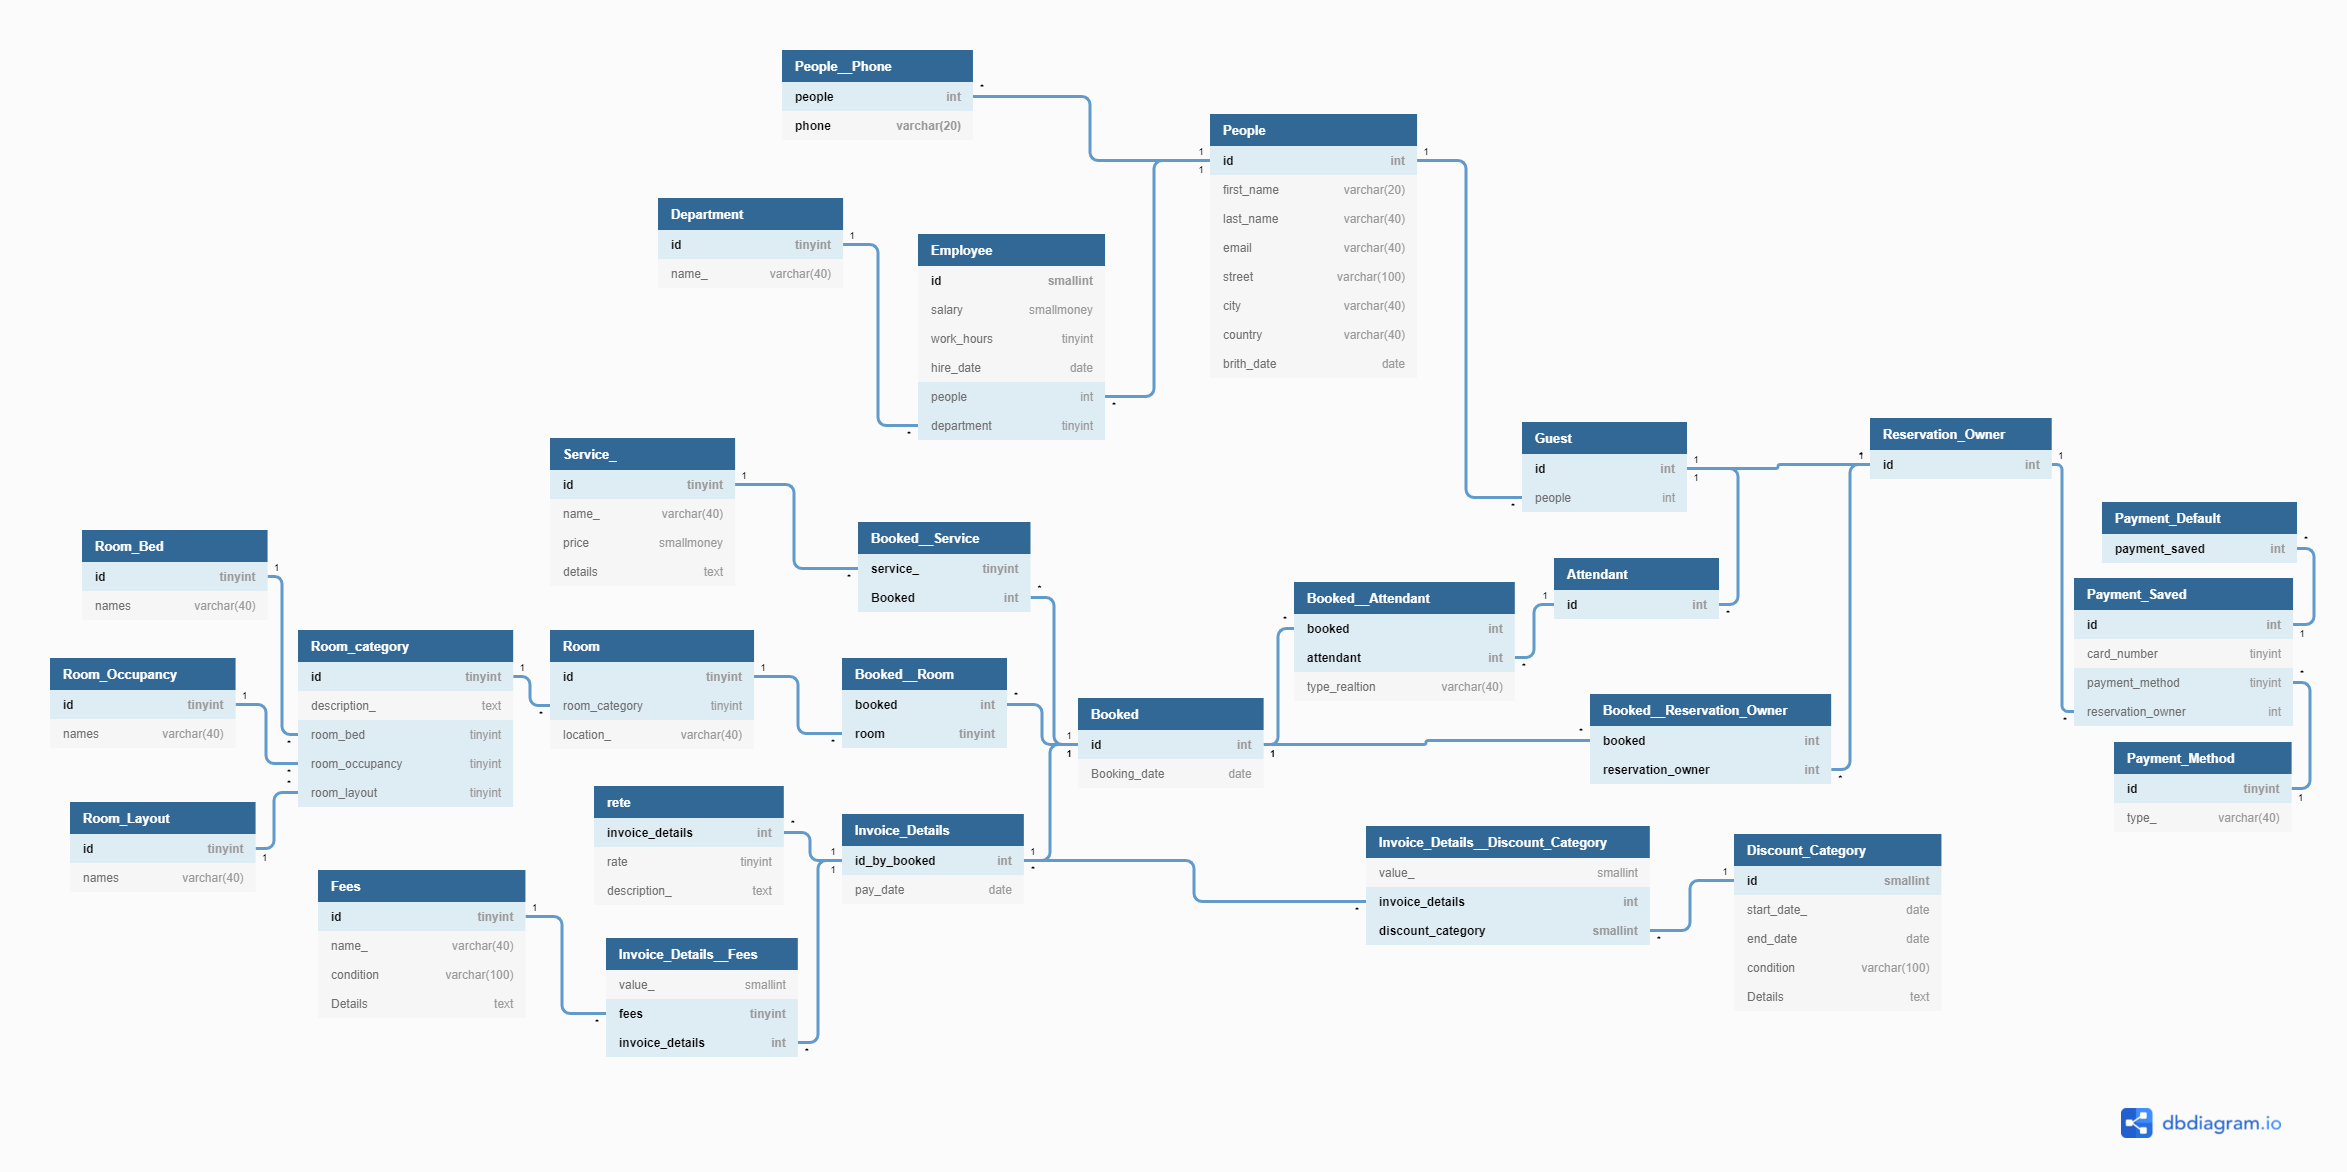 People__Phone
people int
phone varchar(20)
People
id int
first_name varchar(20)
last_name varchar(40)
email varchar(40)
street varchar(100)
city varchar(40)
country varchar(40)
brith_date date
Department
id tinyint
name_ varchar(40)
Employee
id smallint
salary smallmoney
work_hours tinyint
hire_date date
people int
department tinyint
Service_
id tinyint
name_ varchar(40)
price smallmoney
details text
Guest
id int
people int
Reservation_Owner
id int
Payment_Default
payment_saved int
Payment_Saved
id int
card_number tinyint
payment_method tinyint
reservation_owner int
Payment_Method
id tinyint
type_ varchar(40)
Booked__Service
service_ tinyint
Booked int
Room_Bed
id tinyint
names varchar(40)
Room_Occupancy
id tinyint
names varchar(40)
Room_Layout
id tinyint
names varchar(40)
Room_category
id tinyint
description_ text
room_bed tinyint
room_occupancy tinyint
room_layout tinyint
Room
id tinyint
room_category tinyint
location_ varchar(40)
Booked__Room
booked int
room tinyint
Booked
id int
Booking_date date
Booked__Attendant
booked int
attendant int
type_realtion varchar(40)
Attendant
id int
Booked__Reservation_Owner
booked int
reservation_owner int
rete
invoice_details int
rate tinyint
description_ text
Invoice_Details
id_by_booked int
pay_date date
Fees
id tinyint
name_ varchar(40)
condition varchar(100)
Details text
Invoice_Details__Fees
value_ smallint
fees tinyint
invoice_details int
Invoice_Details__Discount_Category
value_ smallint
invoice_details int
discount_category smallint
Discount_Category
id smallint
start_date_ date
end_date date
condition varchar(100)
Details text
dbdiagram.io